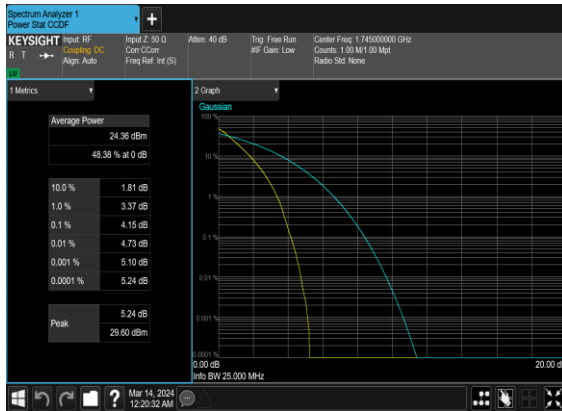 Spectrum Analyzer 1
Power Stat CCDF
KEYSIGHT
R T
Input: RF
Coupling: DC
Align: Auto
Input Z: 50 Ω
Corr CCorr
Freq Ref: Int (S)
Atten: 40 dB
Trig: Free Run
#IF Gain: Low
Center Freq: 1.745000000 GHz
Counts: 1.00 M/1.00 Mpt
Radio Std: None
1 Metrics
Average Power
24.36 dBm
48.38 % at 0 dB
10.0 % 1.81 dB
1.0 % 3.37 dB
0.1 % 4.15 dB
0.01 % 4.73 dB
0.001 % 5.10 dB
0.0001 % 5.24 dB
Peak
5.24 dB
29.60 dBm
2 Graph
Gaussian
100 %
10 %
1 %
0.1 %
0.01 %
0.001 %
0.0001 %
0.00 dB
20.00 d
Info BW 25.000 MHz
?
Mar 14, 2024
12:20:32 AM